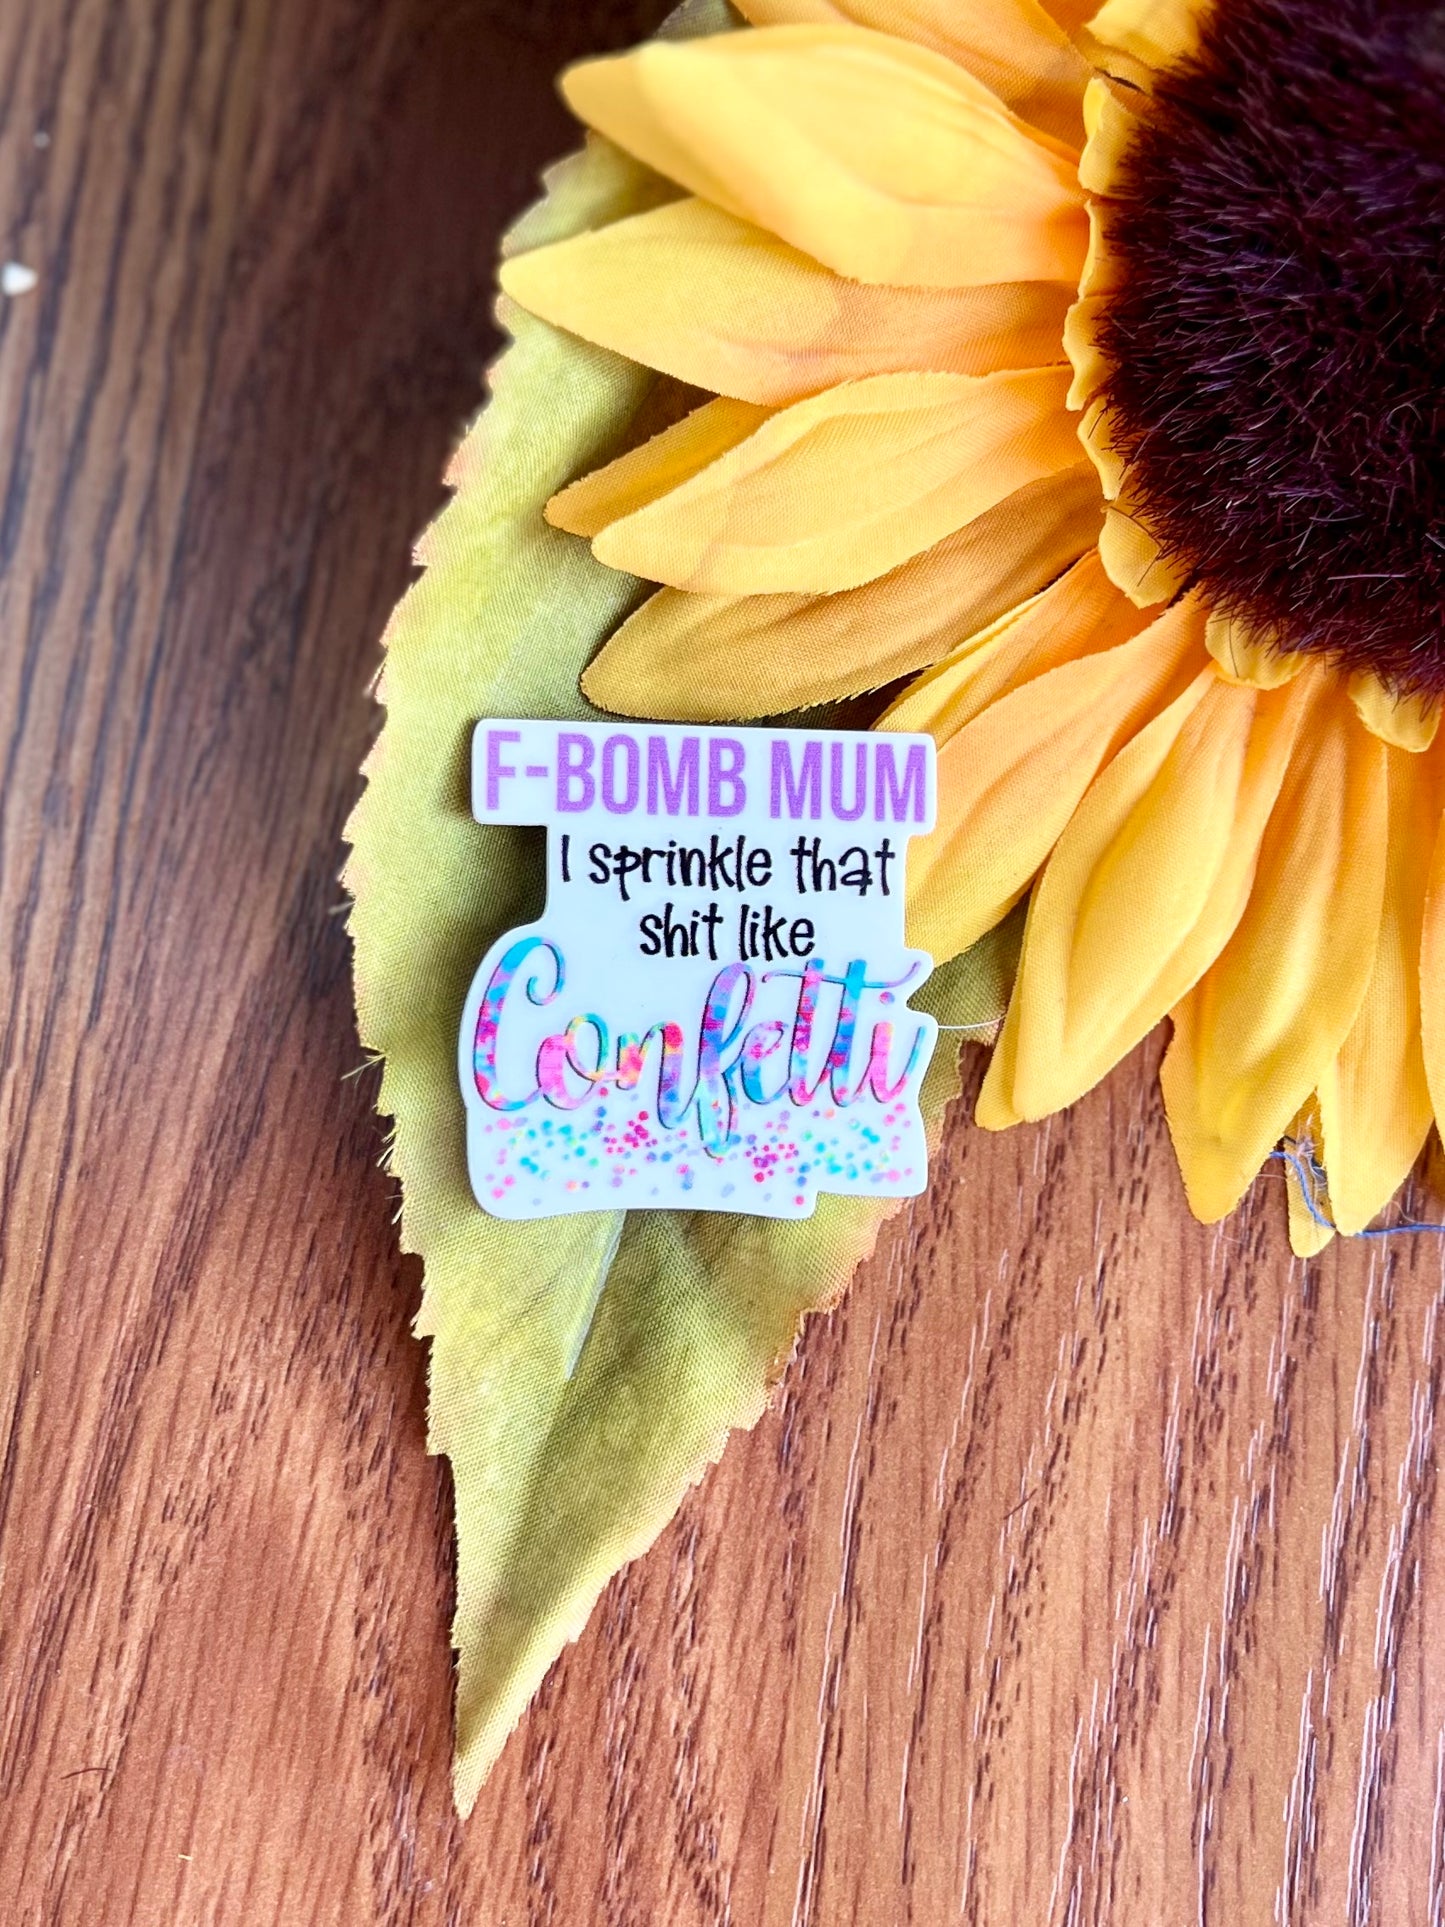 F-BOMB MUM
I sprinkle that
shit like
Confetti